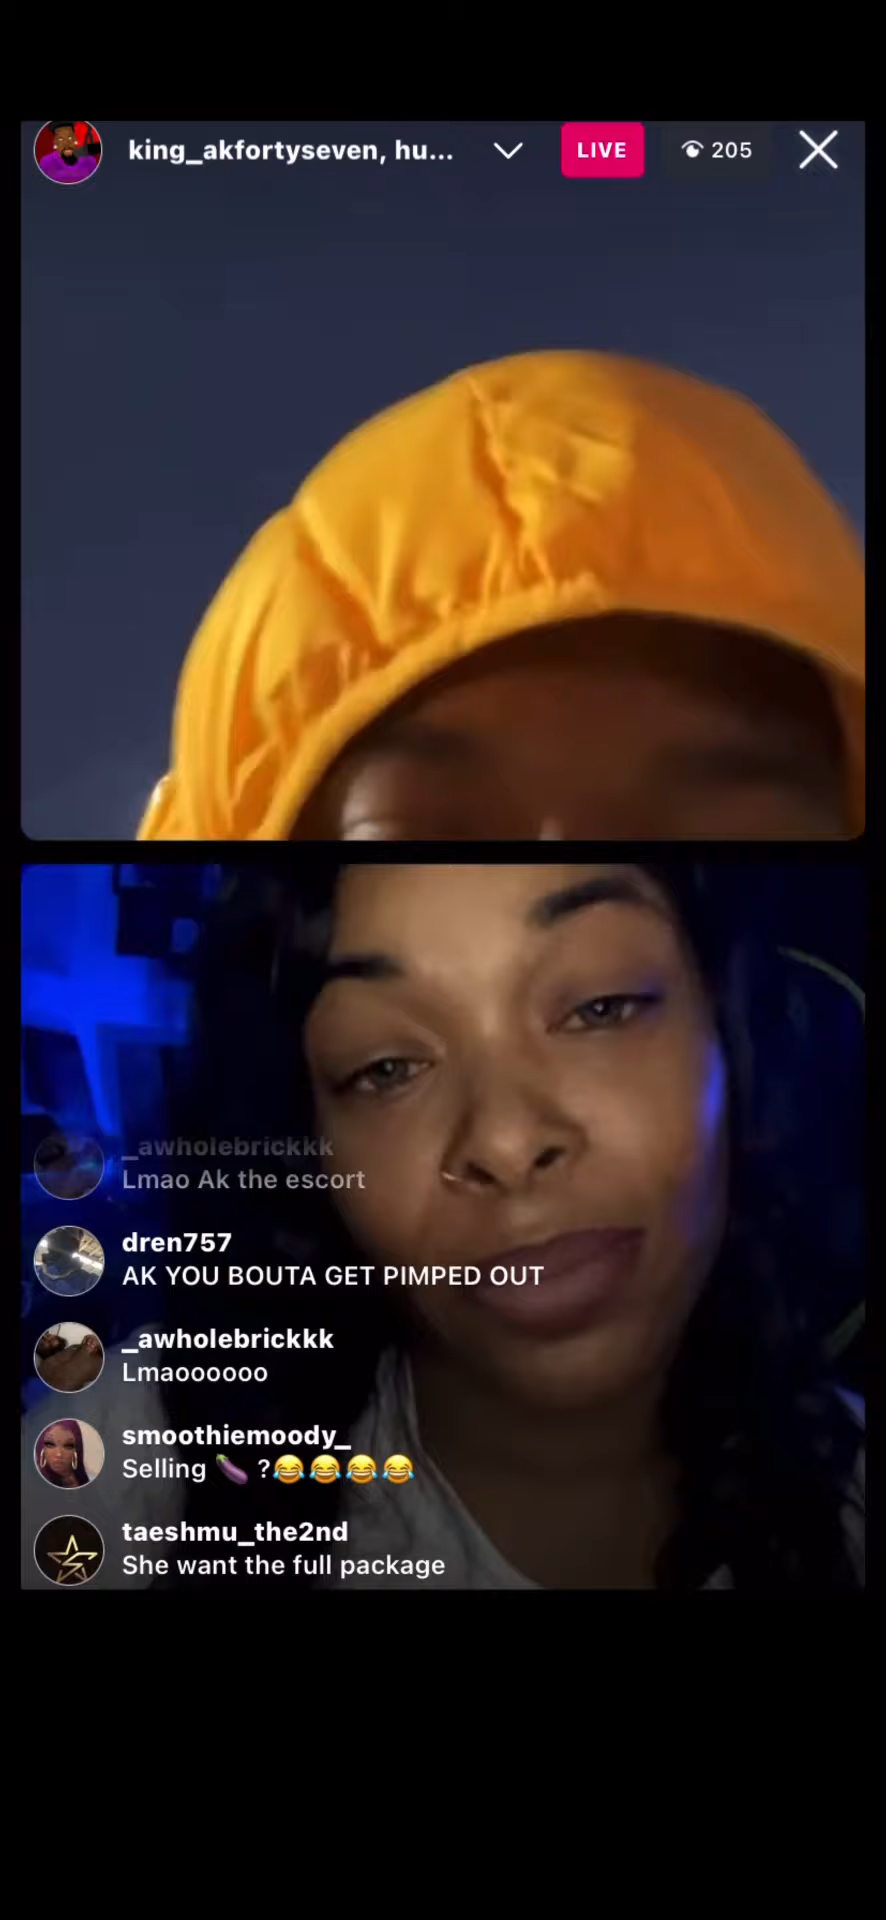 king_akfortyseven, hu...
LIVE
205
_awholebrickkk
Lmao Ak the escort
dren757
AK YOU BOUTA GET PIMPED OUT
_awholebrickkk
Lmaoooooo
smoothiemoody_
Selling 🍆 ?😂😂😂😂
taeshmu_the2nd
She want the full package